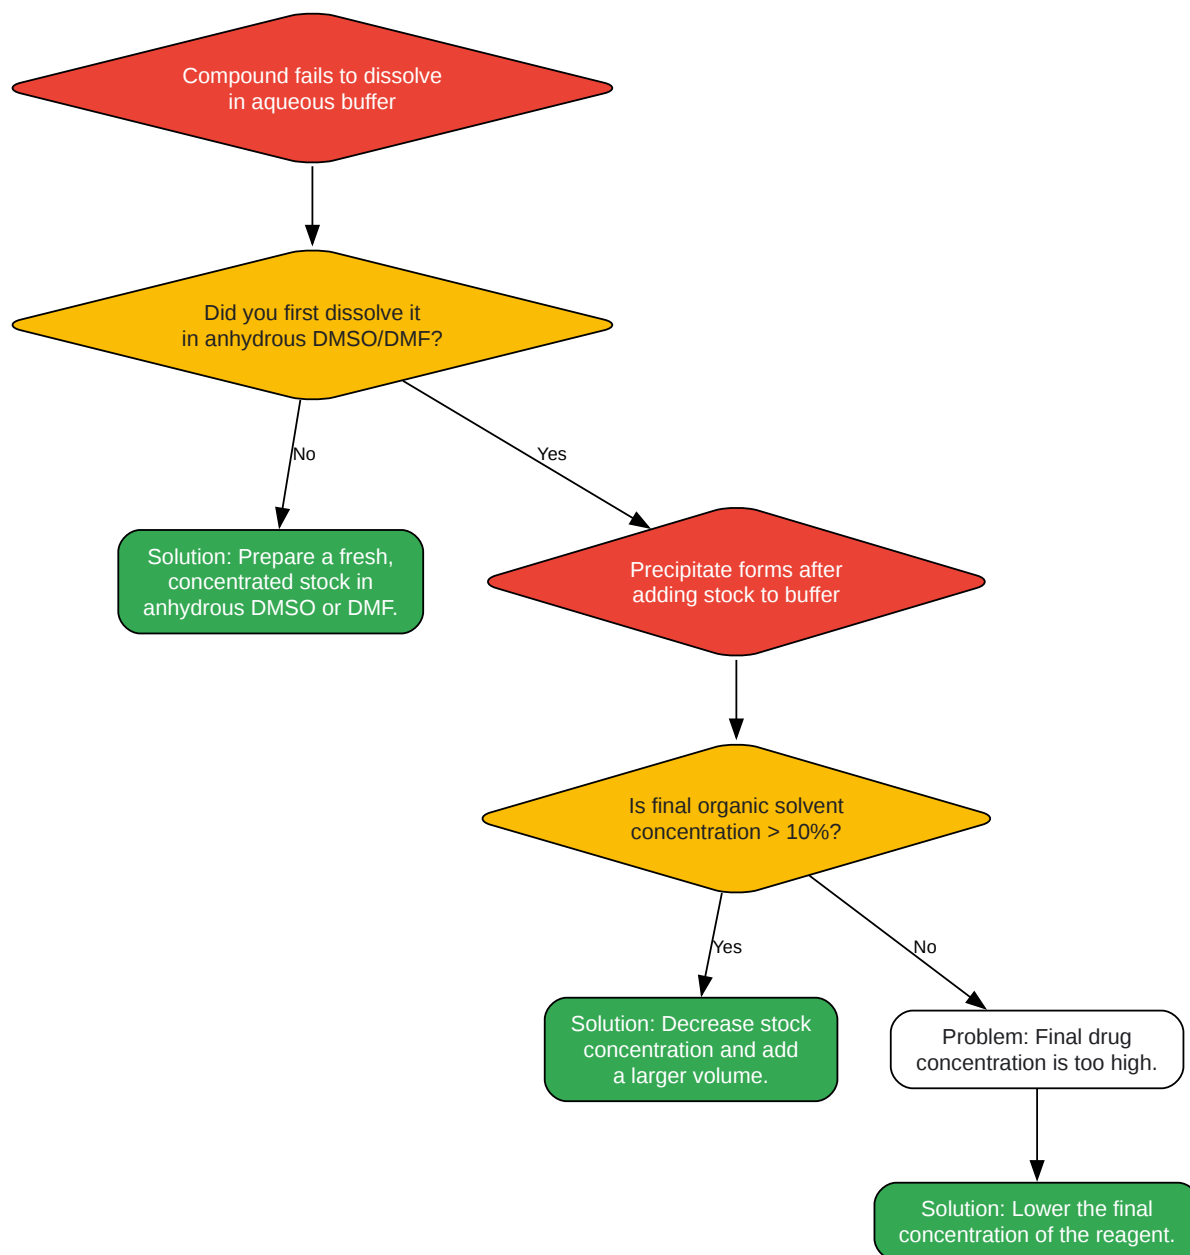 Compound fails to dissolve
in aqueous buffer
Did you first dissolve it
in anhydrous DMSO/DMF?
No
Yes
Solution: Prepare a fresh,
concentrated stock in
anhydrous DMSO or DMF.
Precipitate forms after
adding stock to buffer
Is final organic solvent
concentration > 10%?
Yes
No
Solution: Decrease stock
concentration and add
a larger volume.
Problem: Final drug
concentration is too high.
Solution: Lower the final
concentration of the reagent.